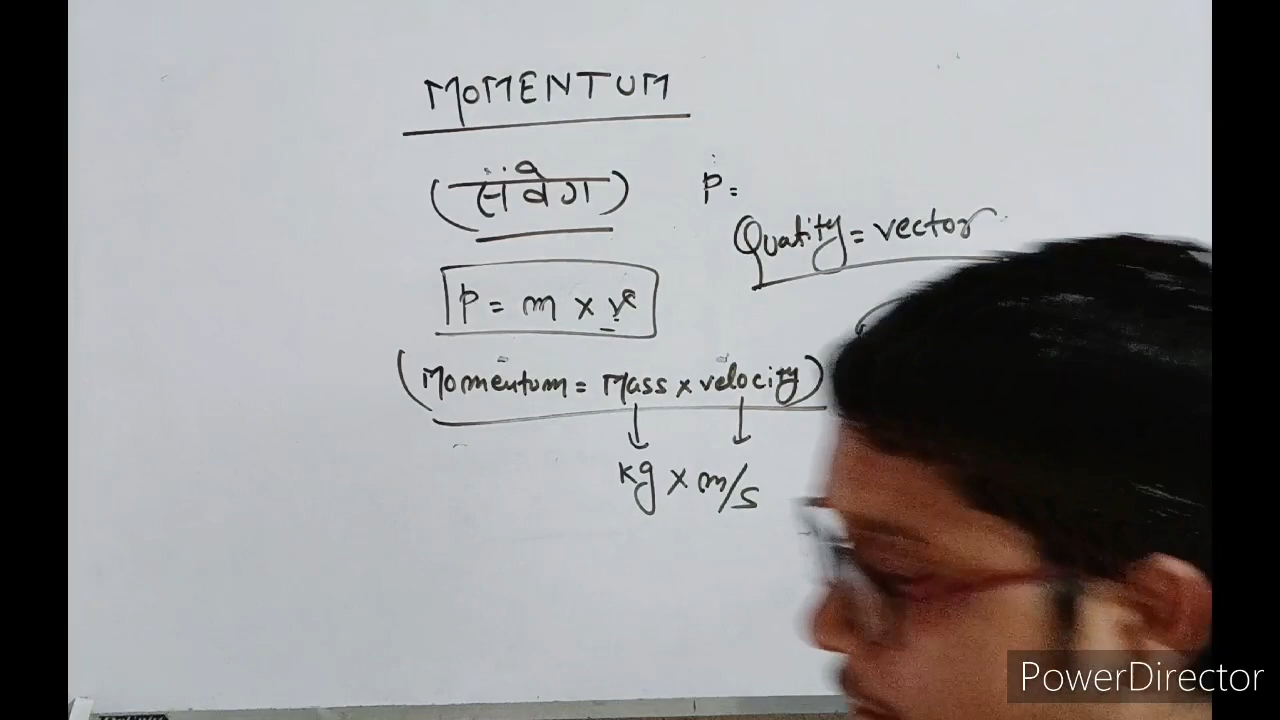 MOMENTUM
(संवेग)
P =
Quatity = vector
P = m × v
(Momentum = Mass × velocity)
kg × m/s
PowerDirector